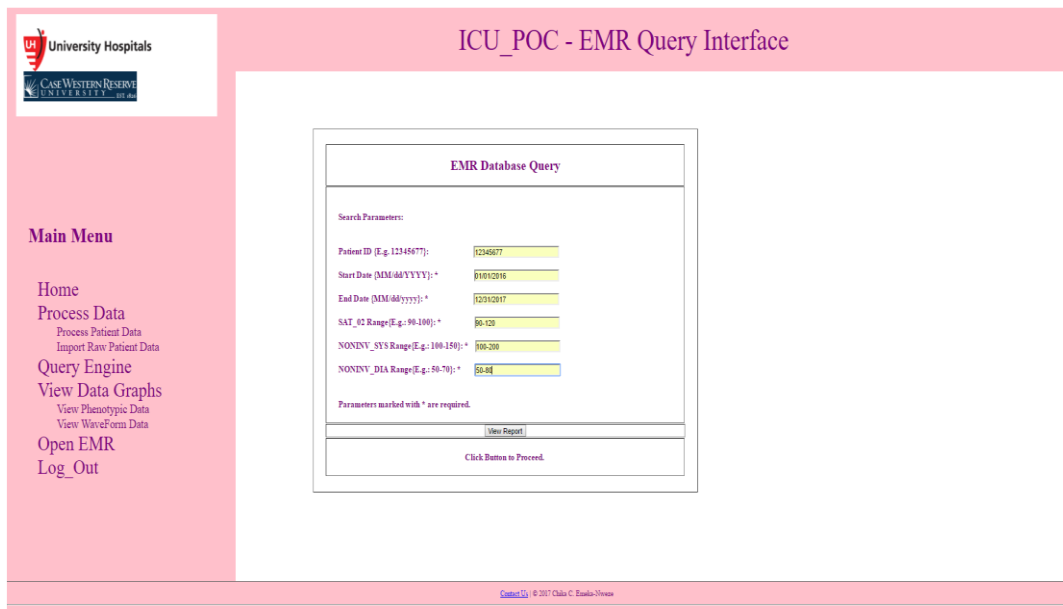 University Hospitals
CASE WESTERN RESERVE
UNIVERSITY EST. 1826
ICU_POC - EMR Query Interface
Main Menu
Home
Process Data
Process Patient Data
Import Raw Patient Data
Query Engine
View Data Graphs
View Phenotypic Data
View WaveForm Data
Open EMR
Log_Out
EMR Database Query
Search Parameters:
Patient ID {E.g. 12345677}: 12345677
Start Date {MM/dd/YYYY}: * 01/01/2016
End Date {MM/dd/yyyy}: * 12/31/2017
SAT_02 Range{E.g.: 90-100}: * 90-120
NONINV_SYS Range{E.g.: 100-150}: * 100-200
NONINV_DIA Range{E.g.: 50-70}: * 50-80
Parameters marked with * are required.
View Report
Click Button to Proceed.
Contact Us | © 2017 Chika C. Emeka-Nweze